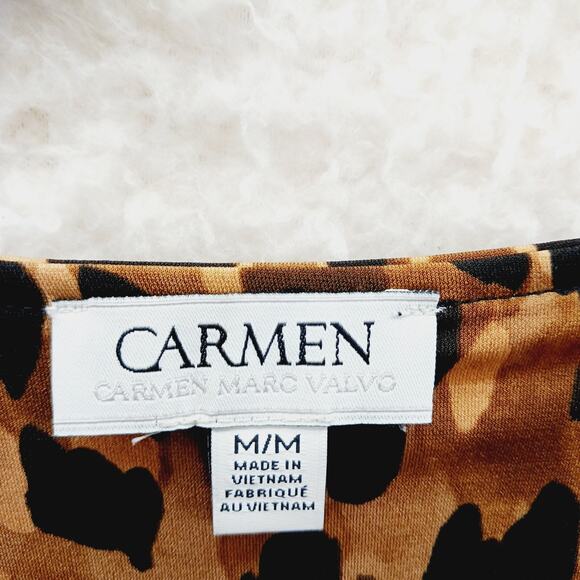 CARMEN
CARMEN MARC VALVO
M/M
MADE IN
VIETNAM
FABRIQUÉ
AU VIETNAM